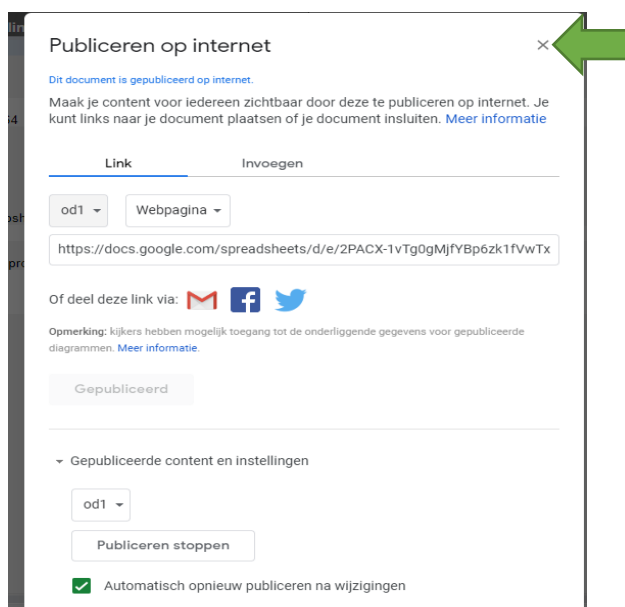 Publiceren op internet
Dit document is gepubliceerd op internet.
Maak je content voor iedereen zichtbaar door deze te publiceren op internet. Je
kunt links naar je document plaatsen of je document insluiten. Meer informatie
Link Invoegen
od1 Webpagina
https://docs.google.com/spreadsheets/d/e/2PACX-1vTg0gMjfYBp6zk1fVwTx
Of deel deze link via:
Opmerking: kijkers hebben mogelijk toegang tot de onderliggende gegevens voor gepubliceerde
diagrammen. Meer informatie.
Gepubliceerd
Gepubliceerde content en instellingen
od1
Publiceren stoppen
Automatisch opnieuw publiceren na wijzigingen